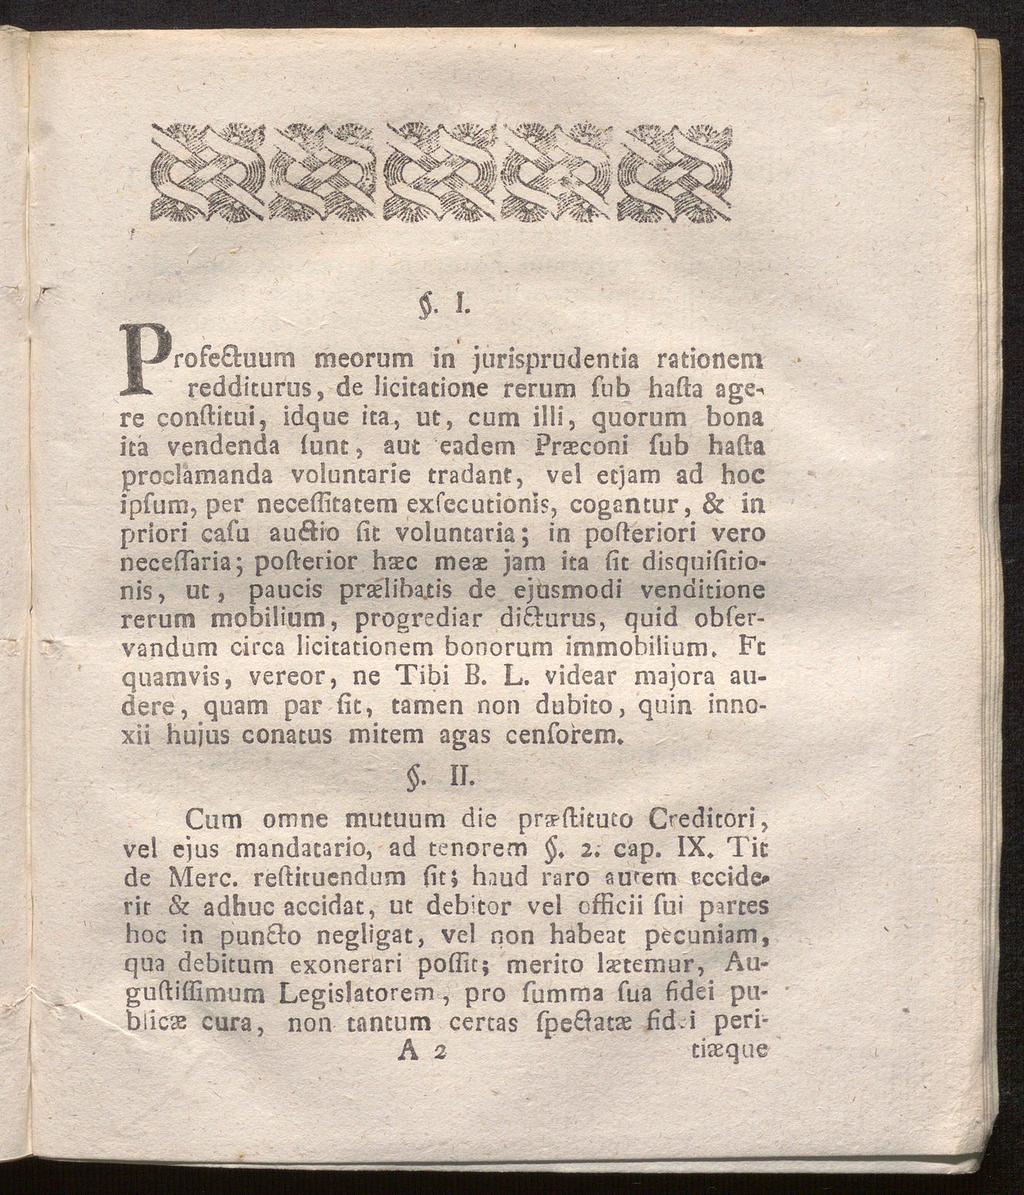 §. I.
Profectuum meorum in jurisprudentia rationem
redditurus, de licitatione rerum ſub haſta age-
re conſtitui, idque ita, ut, cum illi, quorum bona
ita vendenda ſunt, aut eadem Præconi ſub haſta
proclamanda voluntarie tradant, vel etjam ad hoc
ipſum, per neceſſitatem exſecutionis, cogantur, & in
priori caſu auctio ſit voluntaria; in poſteriori vero
neceſſaria; poſterior hæc meæ jam ita ſit disquiſitio-
nis, ut, paucis prælibatis de ejusmodi venditione
rerum mobilium, progrediar dicturus, quid obſer-
vandum circa licitationem bonorum immobilium. Et
quamvis, vereor, ne Tibi B. L. videar majora au-
dere, quam par ſit, tamen non dubito, quin inno-
xii hujus conatus mitem agas cenſorem.
§. II.
Cum omne mutuum die præſtituto Creditori,
vel ejus mandatario, ad tenorem §. 2. cap. IX. Tit
de Merc. reſtituendum ſit; haud raro autem accide-
rit & adhuc accidat, ut debitor vel officii ſui partes
hoc in puncto negligat, vel non habeat pecuniam,
qua debitum exonerari poſſit; merito lætemur, Au-
guſtiſſimum Legislatorem, pro ſumma ſua fidei pu-
blicæ cura, non tantum certas ſpectatæ fidei peri-
A 2 tiæque